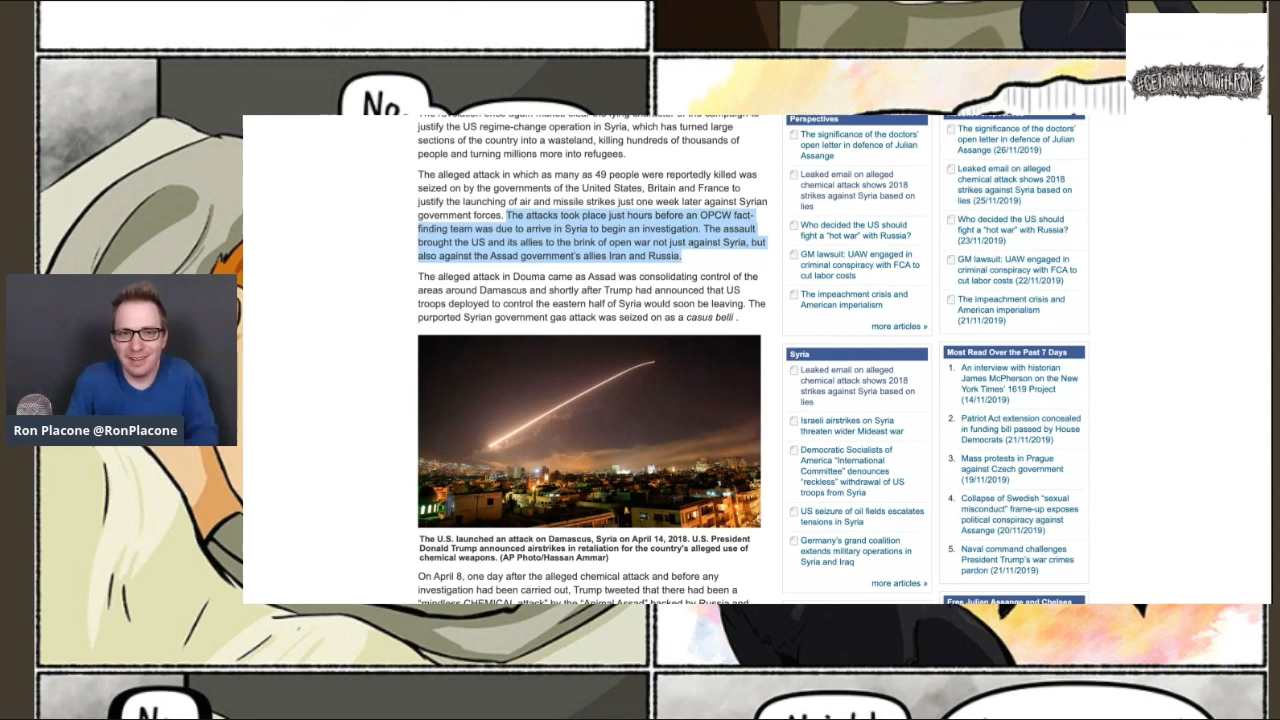 No.
#GETYOURNEWSONWITHRON
justify the US regime-change operation in Syria, which has turned large
sections of the country into a wasteland, killing hundreds of thousands of
people and turning millions more into refugees.
The alleged attack in which as many as 49 people were reportedly killed was
seized on by the governments of the United States, Britain and France to
justify the launching of air and missile strikes just one week later against Syrian
government forces. The attacks took place just hours before an OPCW fact-
finding team was due to arrive in Syria to begin an investigation. The assault
brought the US and its allies to the brink of open war not just against Syria, but
also against the Assad government's allies Iran and Russia.
The alleged attack in Douma came as Assad was consolidating control of the
areas around Damascus and shortly after Trump had announced that US
troops deployed to control the eastern half of Syria would soon be leaving. The
purported Syrian government gas attack was seized on as a casus belli .
The U.S. launched an attack on Damascus, Syria on April 14, 2018. U.S. President
Donald Trump announced airstrikes in retaliation for the country's alleged use of
chemical weapons. (AP Photo/Hassan Ammar)
On April 8, one day after the alleged chemical attack and before any
investigation had been carried out, Trump tweeted that there had been a
"mindless CHEMICAL attack" by the "Animal Assad" backed by Russia and
Perspectives
The significance of the doctors'
open letter in defence of Julian
Assange
Leaked email on alleged
chemical attack shows 2018
strikes against Syria based on
lies
Who decided the US should
fight a "hot war" with Russia?
GM lawsuit: UAW engaged in
criminal conspiracy with FCA to
cut labor costs
The impeachment crisis and
American imperialism
more articles »
Syria
Leaked email on alleged
chemical attack shows 2018
strikes against Syria based on
lies
Israeli airstrikes on Syria
threaten wider Mideast war
Democratic Socialists of
America "International
Committee" denounces
"reckless" withdrawal of US
troops from Syria
US seizure of oil fields escalates
tensions in Syria
Germany's grand coalition
extends military operations in
Syria and Iraq
more articles »
The significance of the doctors'
open letter in defence of Julian
Assange (26/11/2019)
Leaked email on alleged
chemical attack shows 2018
strikes against Syria based on
lies (25/11/2019)
Who decided the US should
fight a "hot war" with Russia?
(23/11/2019)
GM lawsuit: UAW engaged in
criminal conspiracy with FCA to
cut labor costs (22/11/2019)
The impeachment crisis and
American imperialism
(21/11/2019)
Most Read Over the Past 7 Days
1. An interview with historian
James McPherson on the New
York Times' 1619 Project
(14/11/2019)
2. Patriot Act extension concealed
in funding bill passed by House
Democrats (21/11/2019)
3. Mass protests in Prague
against Czech government
(19/11/2019)
4. Collapse of Swedish "sexual
misconduct" frame-up exposes
political conspiracy against
Assange (20/11/2019)
5. Naval command challenges
President Trump's war crimes
pardon (21/11/2019)
Free Julian Assange and Chelsea
Ron Placone @RonPlacone